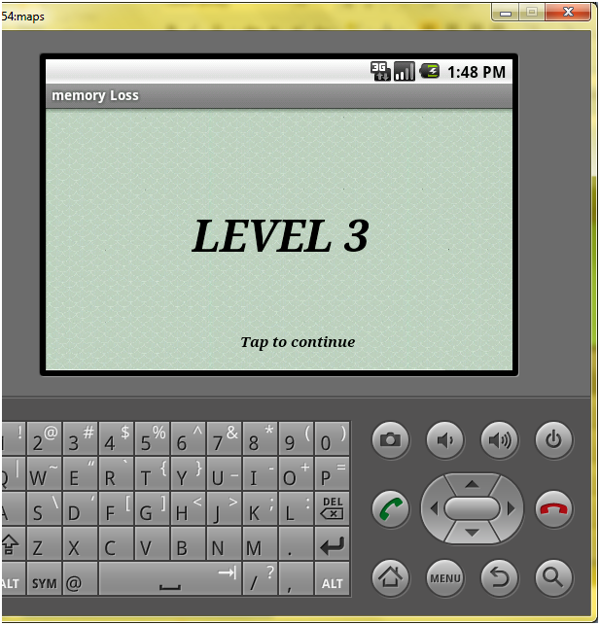 54:maps
3G 1:48 PM
memory Loss
LEVEL 3
Tap to continue
! 2 @ 3 # 4 $ 5 % 6 ^ 7 & 8 * 9 ( 0 )
Q | W ~ E “ R ` T { Y } U _ I - O + P =
A S \ D ' F [ G ] H < J > K ; L : DEL
Z X C V B N M .
ALT SYM @ / ? , ALT
MENU